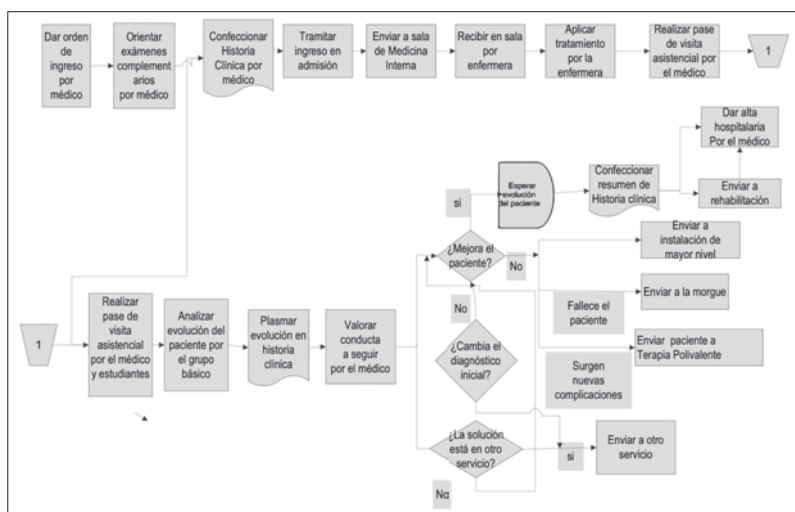 Dar orden
de
ingreso
por
médico
Orientar
exámenes
complement
arios
por médico
Confeccionar
Historia
Clínica por
médico
Tramitar
ingreso en
admisión
Enviar a sala
de Medicina
Interna
Recibir en sala
por
enfermera
Aplicar
tratamiento
por la
enfermera
Realizar pase
de visita
asistencial por
el médico
1
Dar alta
hospitalaria
Por el médico
Esperar
evolución
del paciente
Confeccionar
resumen de
Historia clínica
Enviar a
rehabilitación
si
¿Mejora el
paciente?
No
Enviar a
instalación de
mayor nivel
Fallece el
paciente
Enviar a la morgue
Enviar paciente a
Terapia Polivalente
Surgen
nuevas
complicaciones
1
Realizar
pase de
visita
asistencial
por el médico
y estudiantes
Analizar
evolución del
paciente por
el grupo
básico
Plasmar
evolución en
historia
clínica
Valorar
conducta
a seguir
por el médico
No
¿Cambia el
diagnóstico
inicial?
¿La solución
está en otro
servicio?
si
Enviar a otro
servicio
No